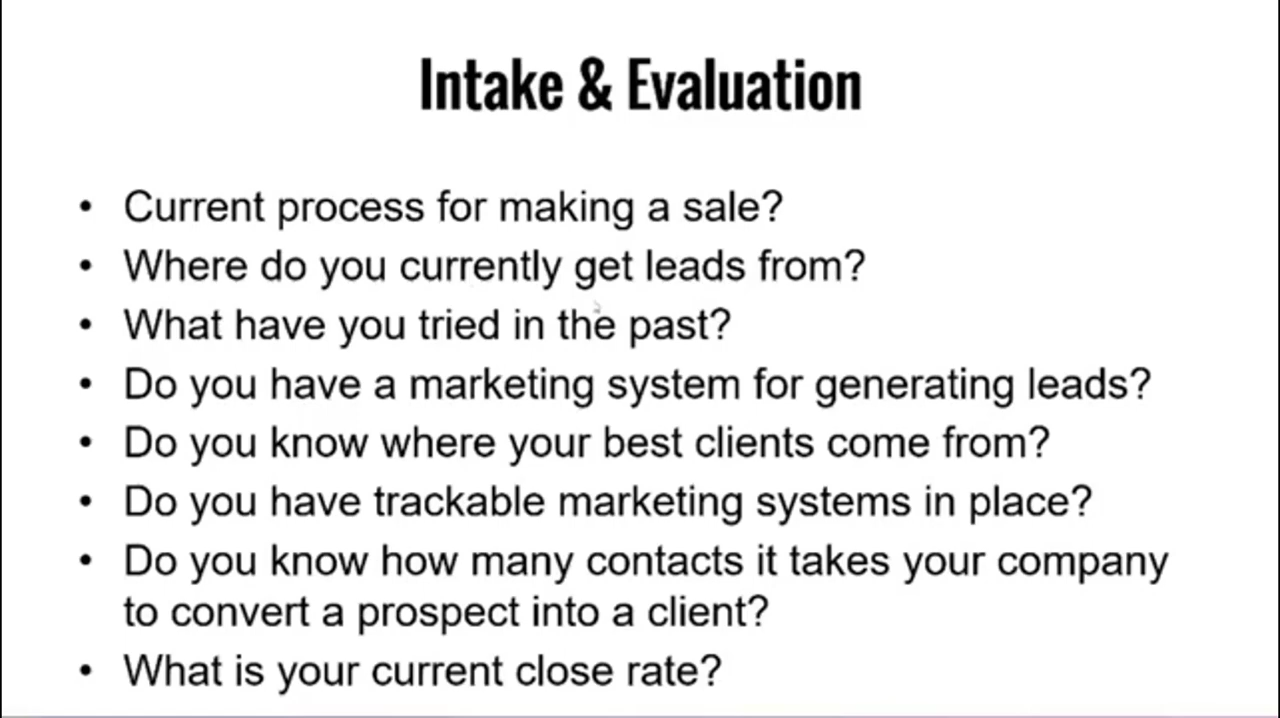 Intake & Evaluation
• Current process for making a sale?
• Where do you currently get leads from?
• What have you tried in the past?
• Do you have a marketing system for generating leads?
• Do you know where your best clients come from?
• Do you have trackable marketing systems in place?
• Do you know how many contacts it takes your company
to convert a prospect into a client?
• What is your current close rate?